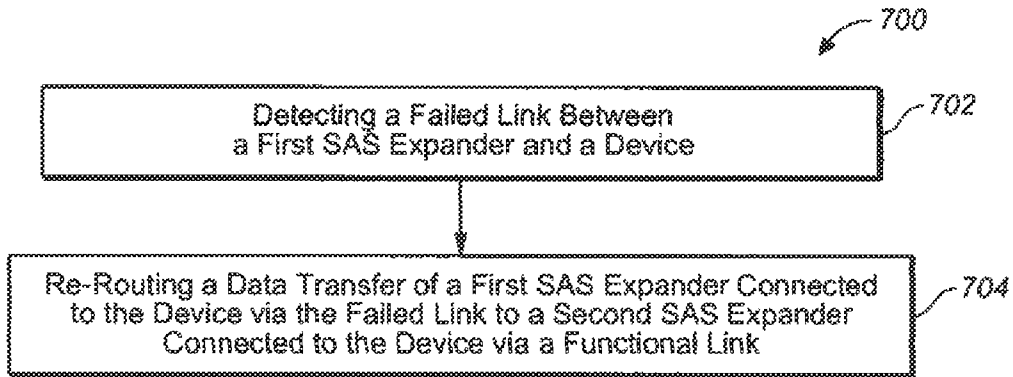 700
Detecting a Failed Link Between
a First SAS Expander and a Device
702
Re-Routing a Data Transfer of a First SAS Expander Connected
to the Device via the Failed Link to a Second SAS Expander
Connected to the Device via a Functional Link
704